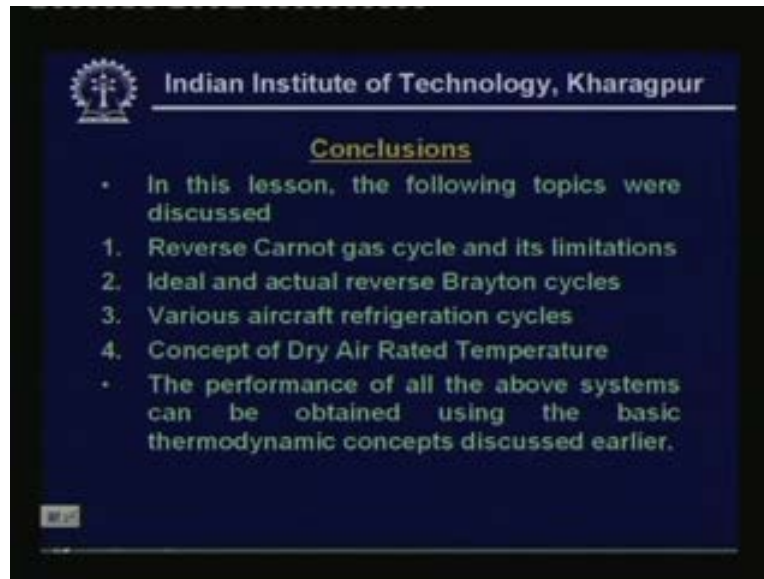 Indian Institute of Technology, Kharagpur
Conclusions
• In this lesson, the following topics were
discussed
1. Reverse Carnot gas cycle and its limitations
2. Ideal and actual reverse Brayton cycles
3. Various aircraft refrigeration cycles
4. Concept of Dry Air Rated Temperature
• The performance of all the above systems
can be obtained using the basic
thermodynamic concepts discussed earlier.